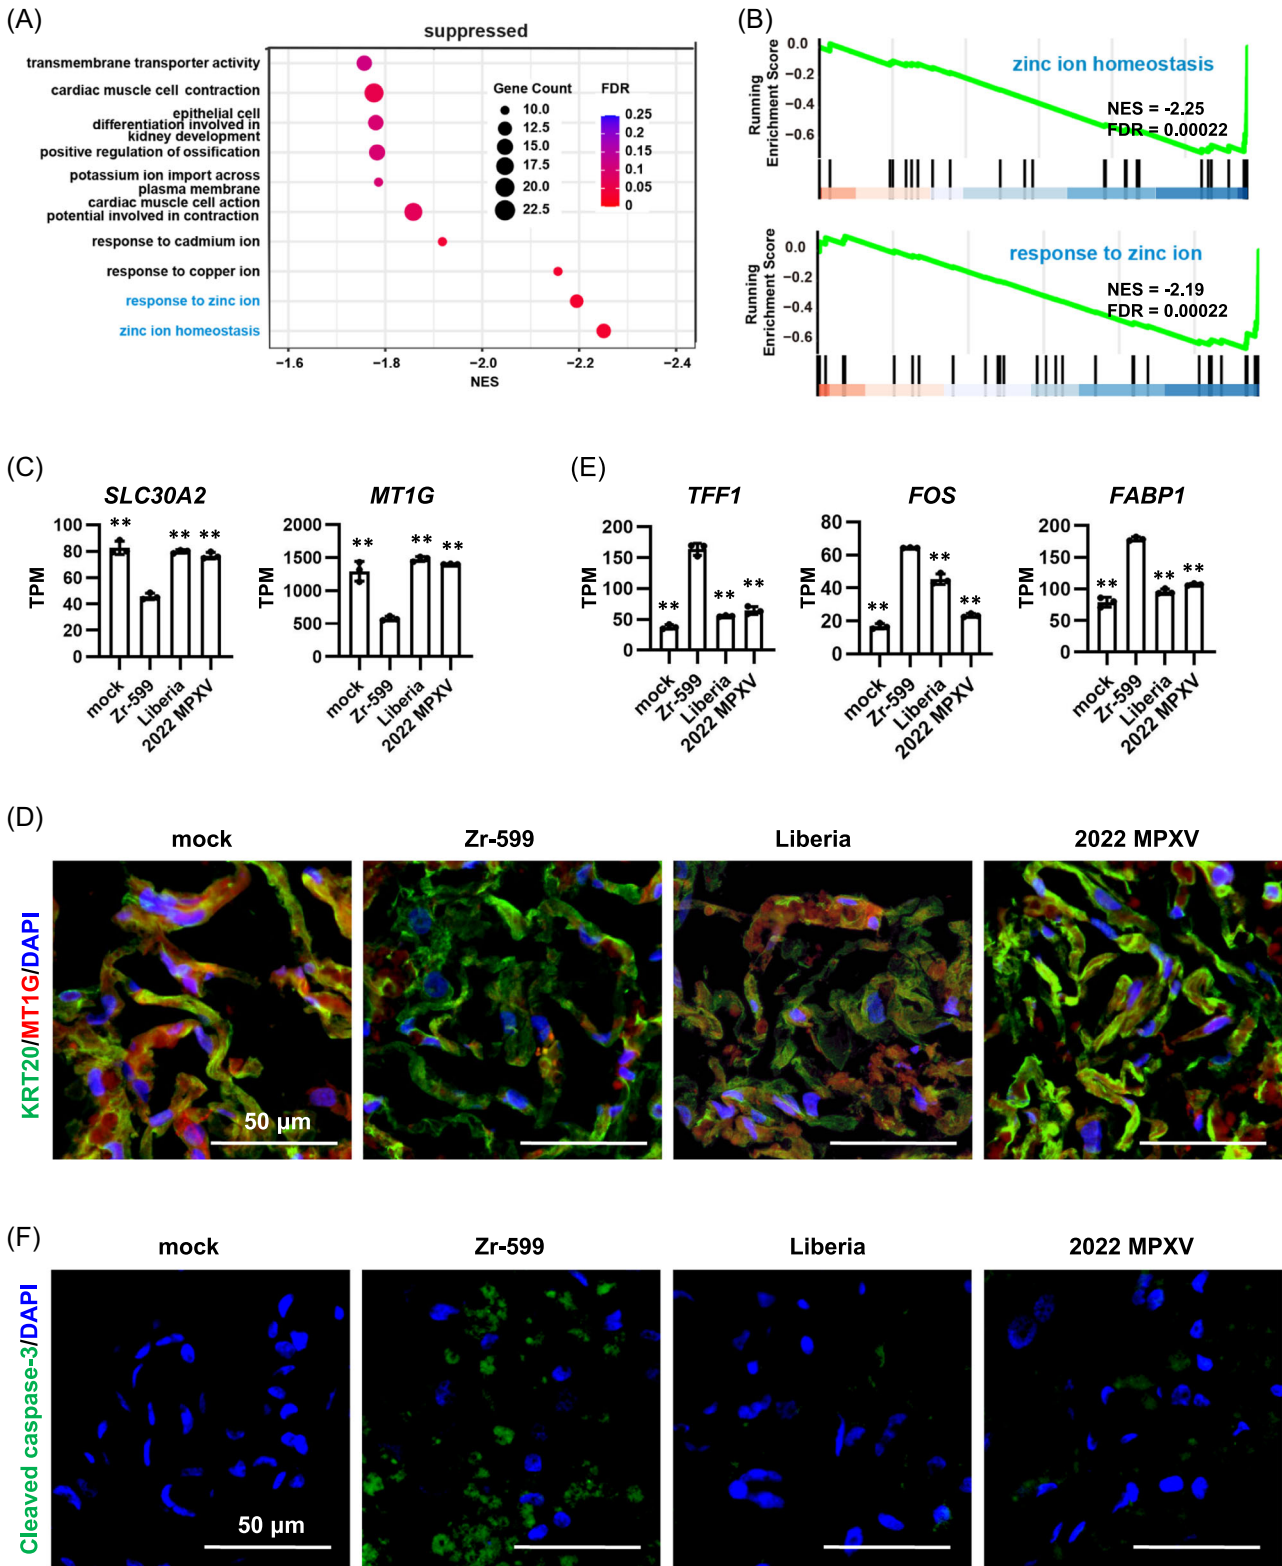 (A)
suppressed
transmembrane transporter activity
cardiac muscle cell contraction
epithelial cell
differentiation involved in
kidney development
positive regulation of ossification
potassium ion import across
plasma membrane
cardiac muscle cell action
potential involved in contraction
response to cadmium ion
response to copper ion
response to zinc ion
zinc ion homeostasis
Gene Count
10.0
12.5
15.0
17.5
20.0
22.5
FDR
0.25
0.2
0.15
0.1
0.05
0
−1.6
−1.8
−2.0
−2.2
−2.4
NES
(B)
Running
Enrichment Score
0.0
−0.2
−0.4
−0.6
zinc ion homeostasis
NES = -2.25
FDR = 0.00022
Running
Enrichment Score
0.0
−0.2
−0.4
−0.6
response to zinc ion
NES = -2.19
FDR = 0.00022
(C)
SLC30A2
TPM
100
80
60
40
20
0
**
**
**
mock
Zr-599
Liberia
2022 MPXV
MT1G
TPM
2000
1500
1000
500
0
**
**
**
mock
Zr-599
Liberia
2022 MPXV
(E)
TFF1
TPM
200
150
100
50
0
**
**
**
mock
Zr-599
Liberia
2022 MPXV
FOS
TPM
80
60
40
20
0
**
**
**
mock
Zr-599
Liberia
2022 MPXV
FABP1
TPM
200
150
100
50
0
**
**
**
mock
Zr-599
Liberia
2022 MPXV
(D)
mock
Zr-599
Liberia
2022 MPXV
KRT20/MT1G/DAPI
50 µm
(F)
mock
Zr-599
Liberia
2022 MPXV
Cleaved caspase-3/DAPI
50 µm